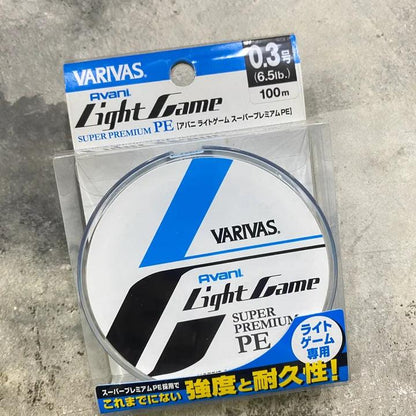 VARIVAS®
0.3号
(6.5lb.)
100m
Avani
Light Game
SUPER PREMIUM PE [アバニ ライトゲーム スーパープレミアムPE]
VARIVAS®
Avani
Light Game
SUPER
PREMIUM
PE
ライト
ゲーム
専用
スーパープレミアムPE採用で
これまでにない 強度と耐久性!